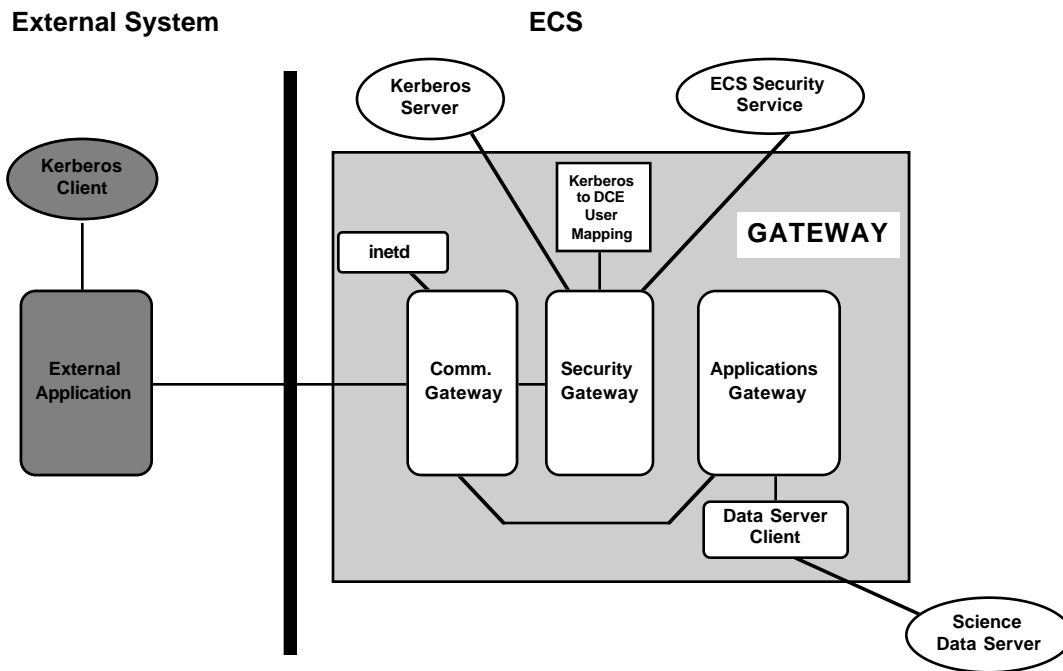 External System
ECS
Kerberos
Server
ECS Security
Service
Kerberos
Client
Kerberos
to DCE
User
Mapping
GATEWAY
inetd
External
Application
Comm.
Gateway
Security
Gateway
Applications
Gateway
Data Server
Client
Science
Data Server